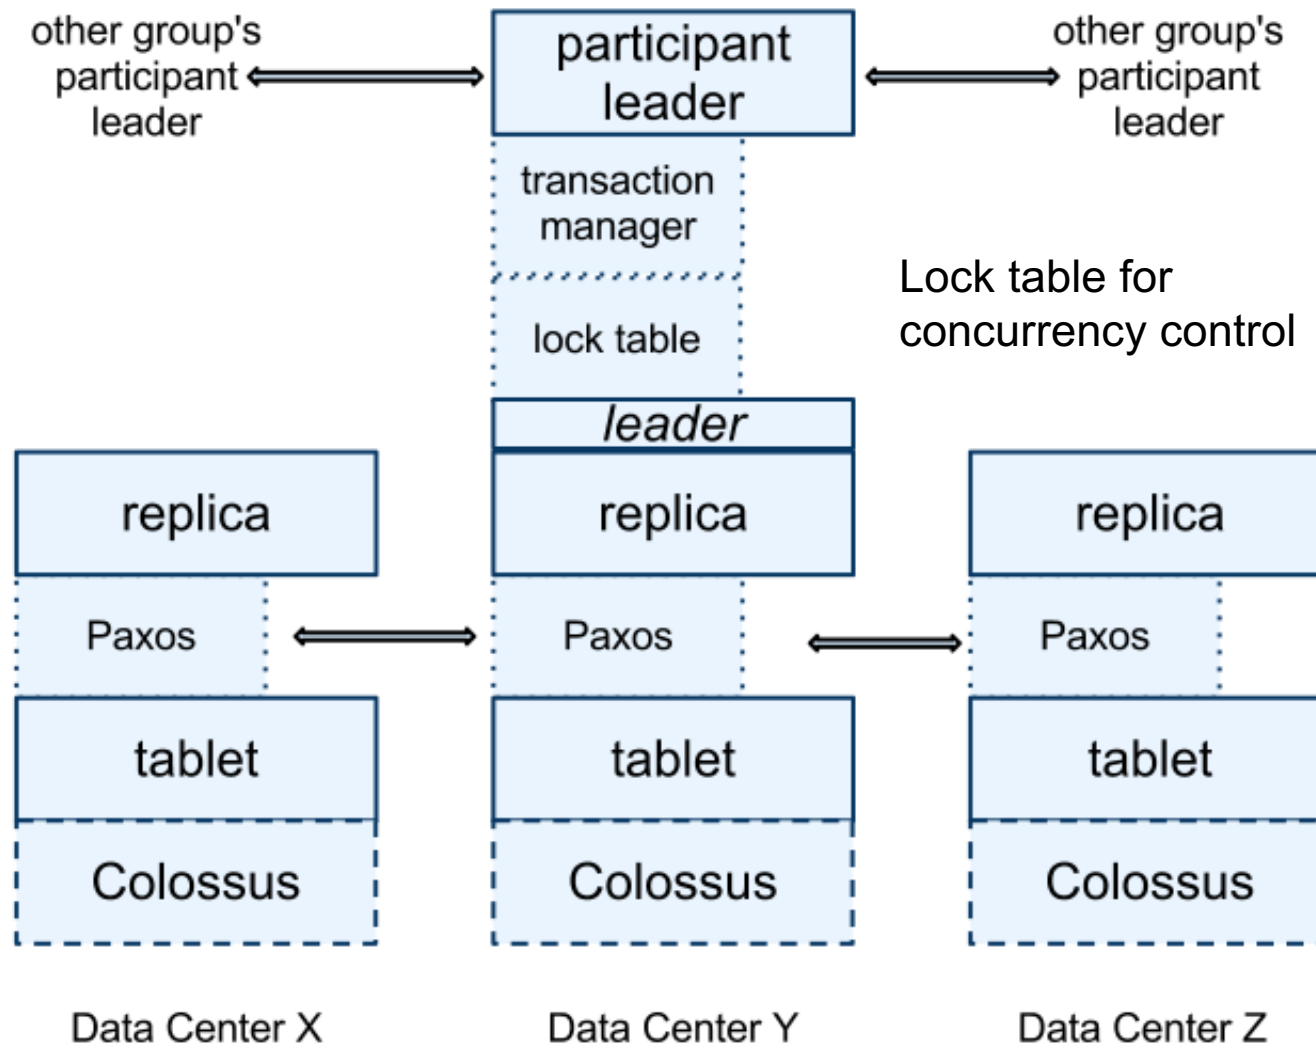 other group's
participant
leader
participant
leader
other group's
participant
leader
transaction
manager
Lock table for
concurrency control
lock table
leader
replica
replica
replica
Paxos
Paxos
Paxos
tablet
tablet
tablet
Colossus
Colossus
Colossus
Data Center X
Data Center Y
Data Center Z